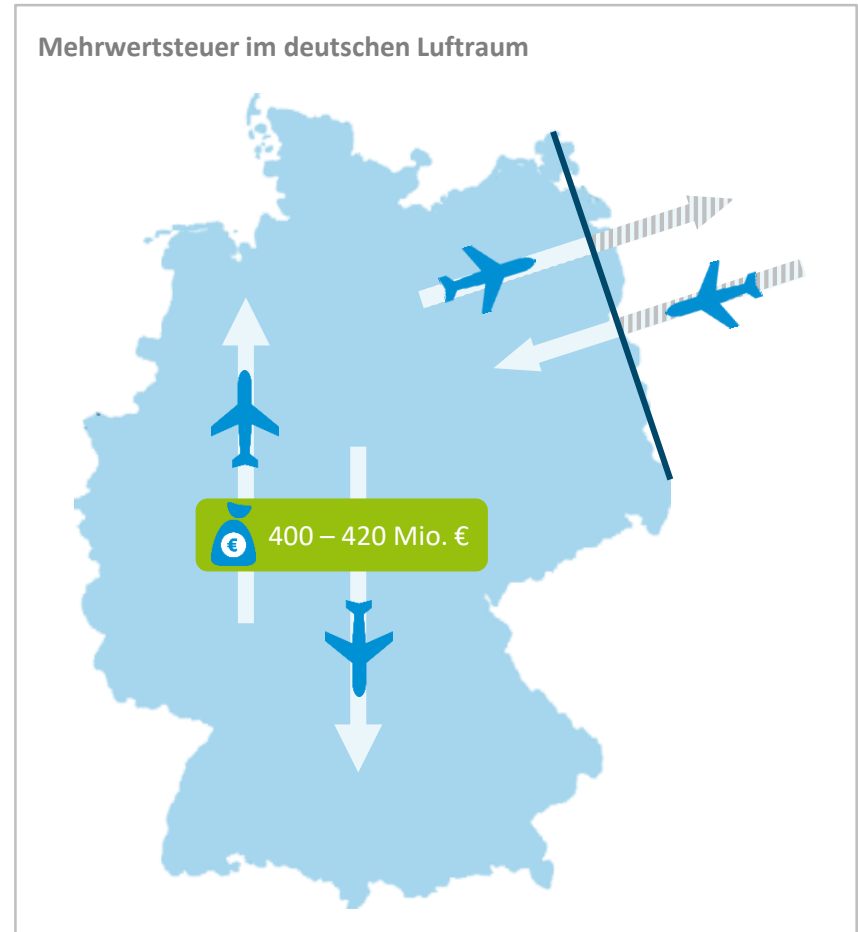 Mehrwertsteuer im deutschen Luftraum
€ 400 – 420 Mio. €